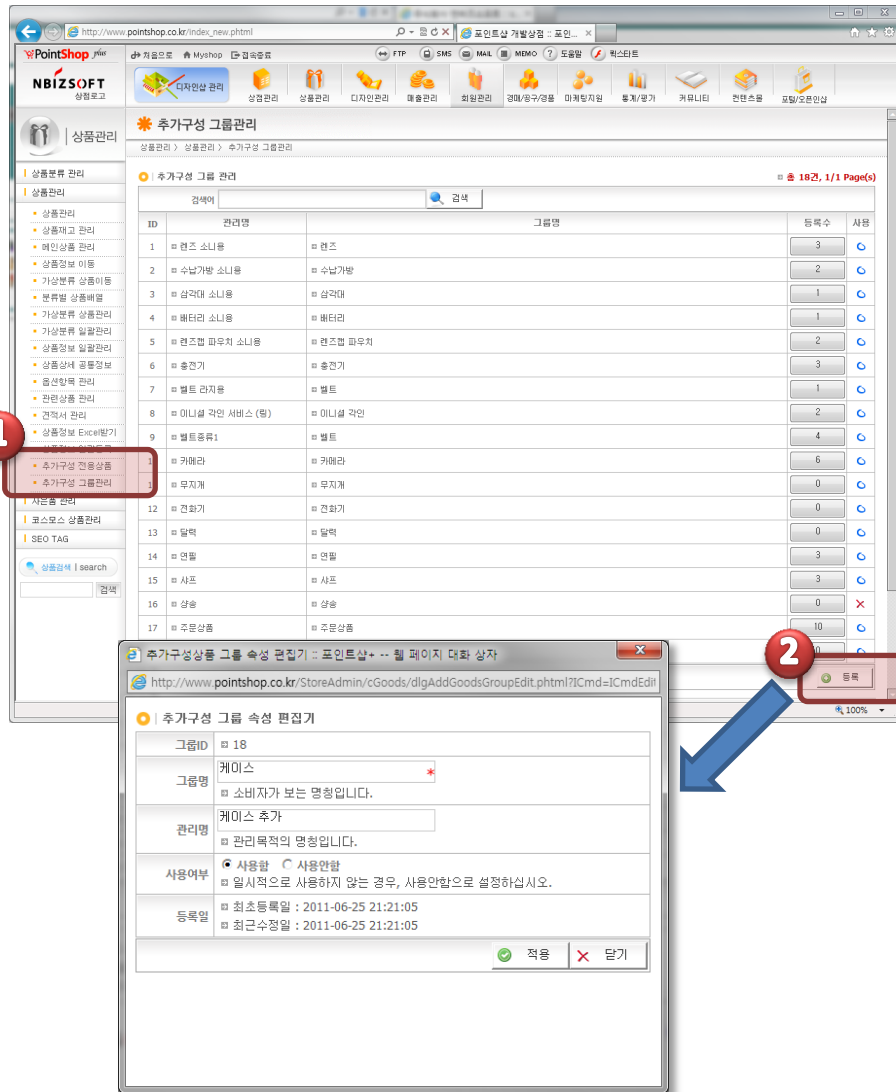 http://www.pointshop.co.kr/index_new.phtml
포인트샵 개발상점 :: 포인...
PointShop plus
처음으로 Myshop 접속종료
FTP SMS MAIL MEMO 도움말 퀵스타트
NBIZSOFT
상점로고
디자인샵 관리
상점관리 상품관리 디자인관리 매출관리 회원관리 경매/공구/경품 마케팅지원 통계/평가 커뮤니티 컨텐츠몰 포털/오픈인샵
상품관리
추가구성 그룹관리
상품관리 > 상품관리 > 추가구성 그룹관리
상품분류 관리
상품관리
상품관리
상품재고 관리
메인상품 관리
상품정보 이동
가상분류 상품이동
분류별 상품배열
가상분류 상품관리
가상분류 일괄관리
상품정보 일괄관리
상품상세 공통정보
옵션항목 관리
관련상품 관리
견적서 관리
상품정보 Excel받기
1
추가구성 전용상품
추가구성 그룹관리
사은품 관리
코스모스 상품관리
SEO TAG
상품검색 | search
검색
추가구성 그룹 관리
총 18건, 1/1 Page(s)
검색어 검색
ID 관리명 그룹명 등록수 사용
1 렌즈 소니용 렌즈 3
2 수납가방 소니용 수납가방 2
3 삼각대 소니용 삼각대 1
4 배터리 소니용 배터리 1
5 렌즈캡 파우치 소니용 렌즈캡 파우치 2
6 충전기 충전기 3
7 벨트 라지용 벨트 1
8 이니셜 각인 서비스 (링) 이니셜 각인 2
9 벨트종류1 벨트 4
카메라 카메라 6
무지개 무지개 0
12 전화기 전화기 0
13 달력 달력 0
14 연필 연필 3
15 샤프 샤프 3
16 샹송 샹송 0
17 주문상품 주문상품 10
2
등록
100%
추가구성상품 그룹 속성 편집기 :: 포인트샵+ -- 웹 페이지 대화 상자
http://www.pointshop.co.kr/StoreAdmin/cGoods/dlgAddGoodsGroupEdit.phtml?ICmd=ICmdEdit
추가구성 그룹 속성 편집기
그룹ID 18
그룹명 케이스 *
소비자가 보는 명칭입니다.
관리명 케이스 추가
관리목적의 명칭입니다.
사용여부 사용함 사용안함
일시적으로 사용하지 않는 경우, 사용안함으로 설정하십시오.
등록일 최초등록일 : 2011-06-25 21:21:05
최근수정일 : 2011-06-25 21:21:05
적용 닫기